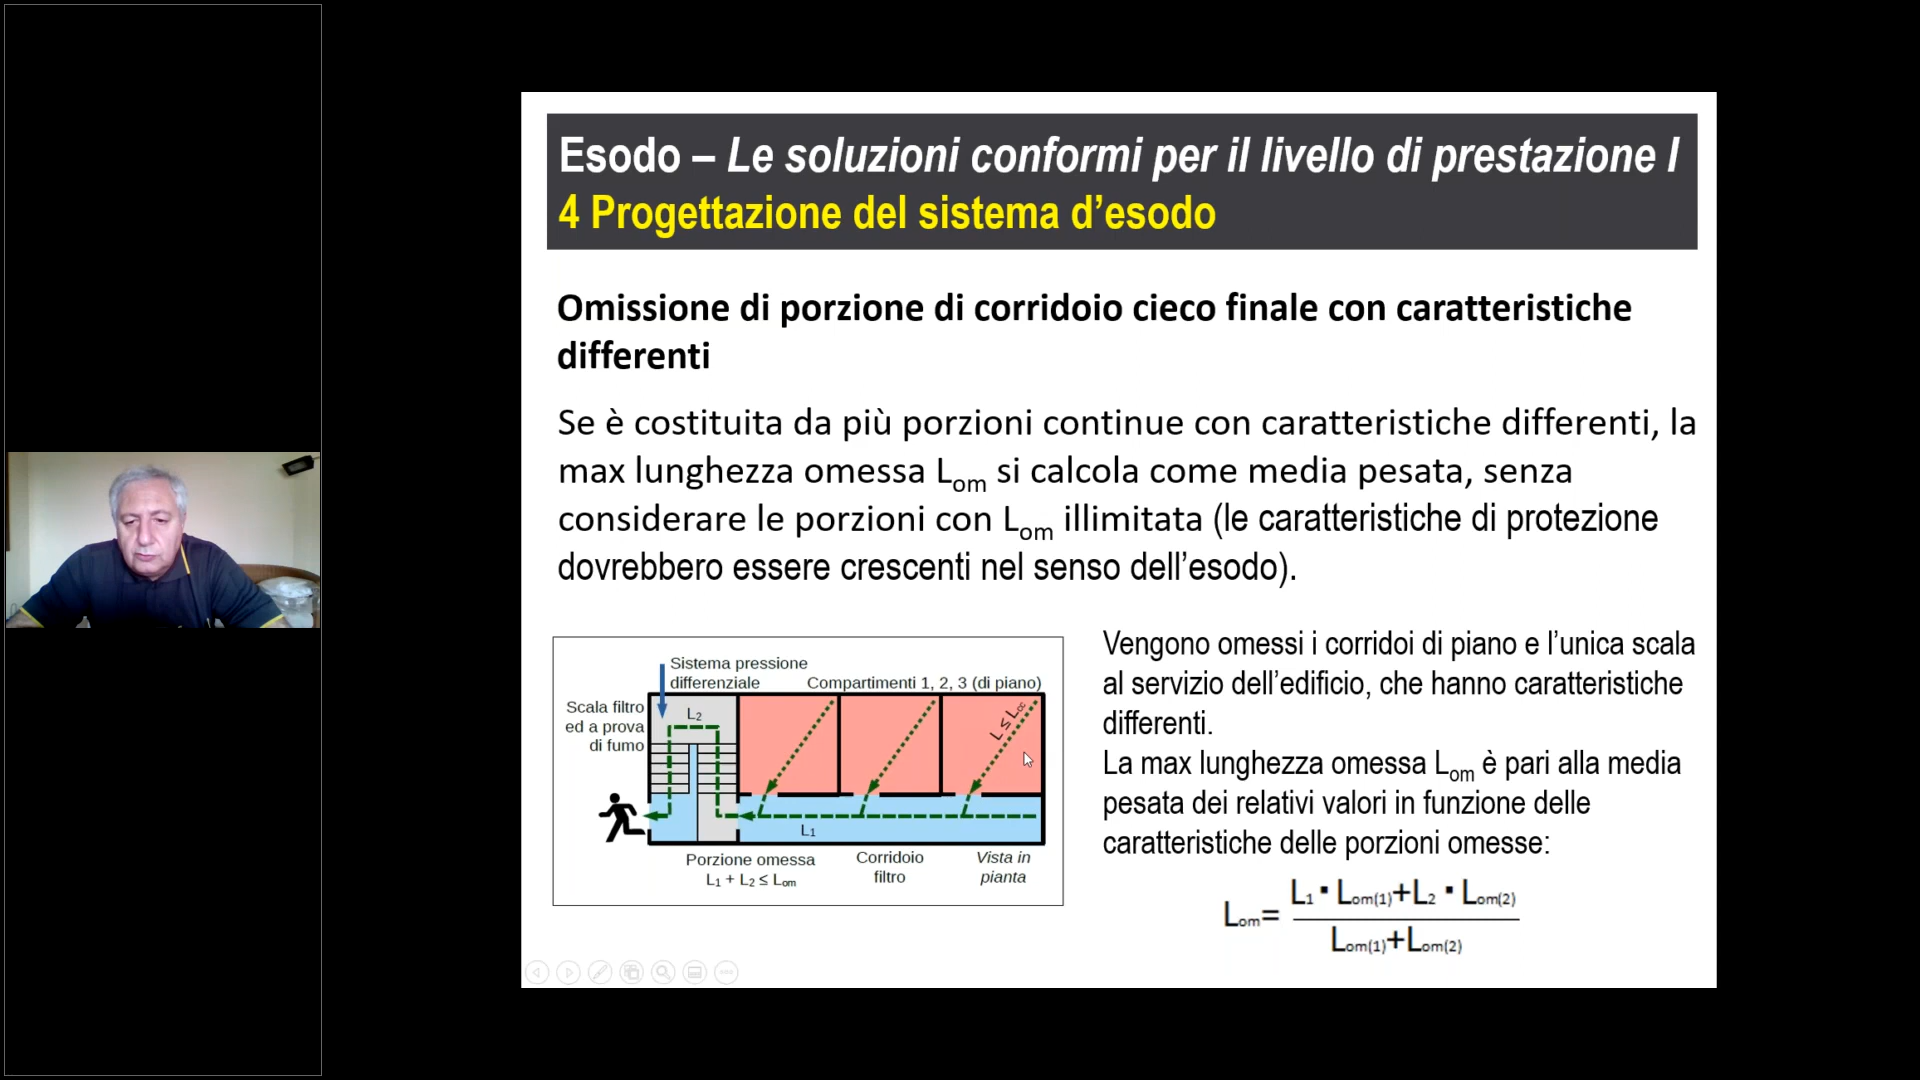 Esodo – Le soluzioni conformi per il livello di prestazione I
4 Progettazione del sistema d’esodo
Omissione di porzione di corridoio cieco finale con caratteristiche
differenti
Se è costituita da più porzioni continue con caratteristiche differenti, la
max lunghezza omessa Lom si calcola come media pesata, senza
considerare le porzioni con Lom illimitata (le caratteristiche di protezione
dovrebbero essere crescenti nel senso dell’esodo).
Sistema pressione
differenziale
Compartimenti 1, 2, 3 (di piano)
Scala filtro
ed a prova
di fumo
L2
L ≤ Lcc
L1
Porzione omessa
L1 + L2 ≤ Lom
Corridoio
filtro
Vista in
pianta
Vengono omessi i corridoi di piano e l’unica scala
al servizio dell’edificio, che hanno caratteristiche
differenti.
La max lunghezza omessa Lom è pari alla media
pesata dei relativi valori in funzione delle
caratteristiche delle porzioni omesse:
Lom= L1 ▪ Lom(1)+L2 ▪ Lom(2)
Lom(1)+Lom(2)